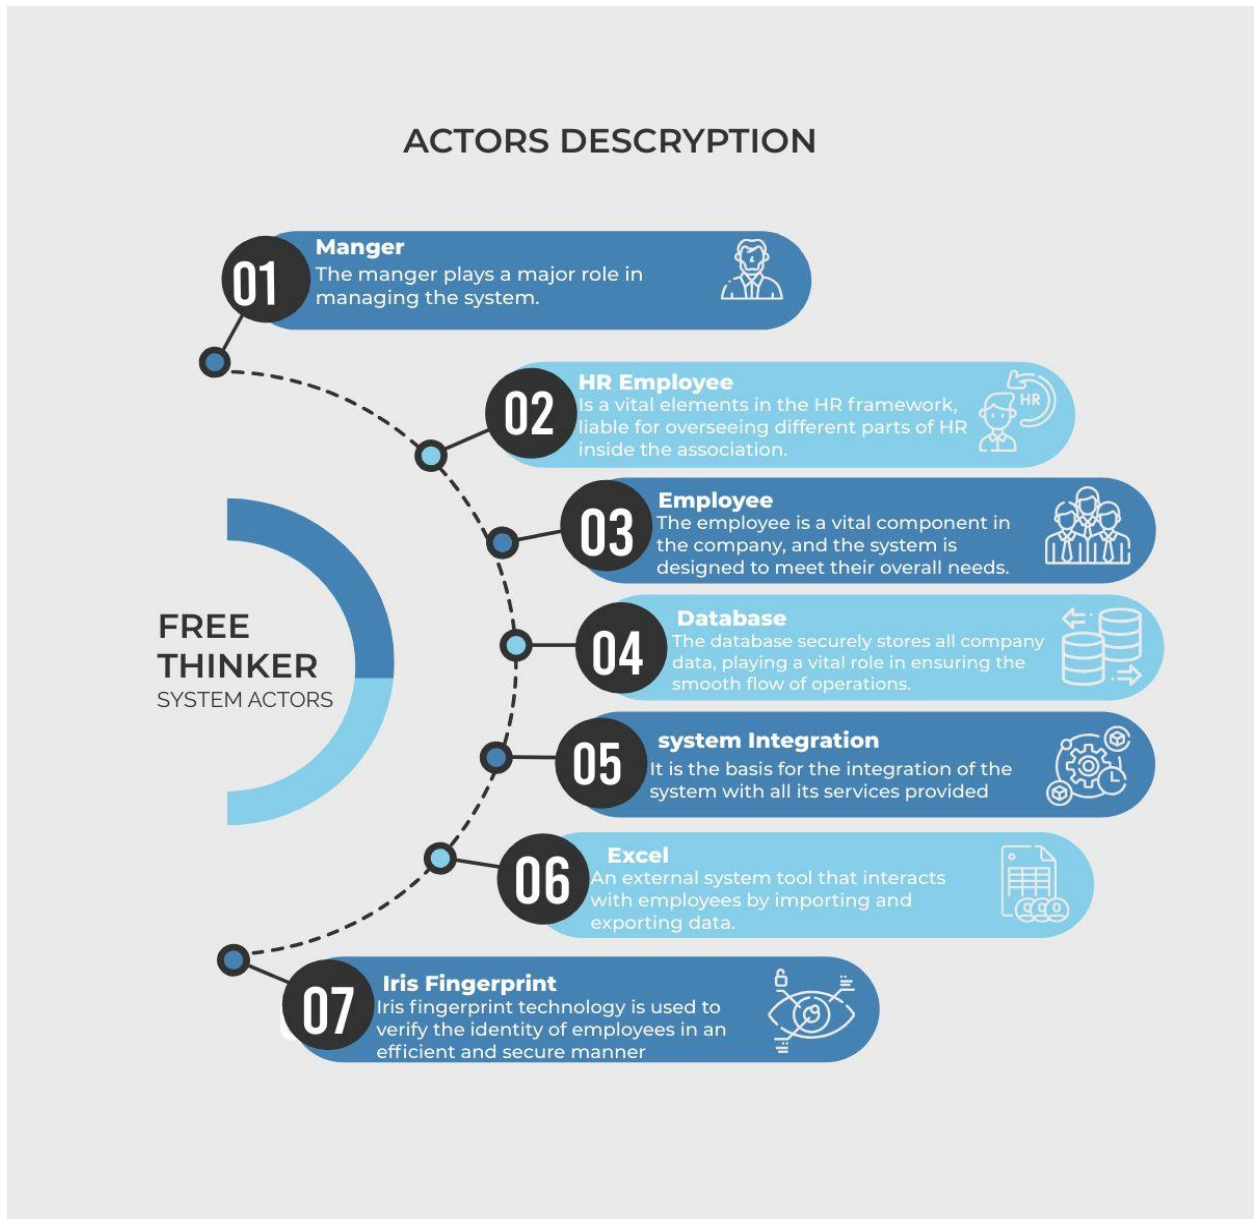 ACTORS DESCRYPTION
01
Manger
The manger plays a major role in
managing the system.
02
HR Employee
Is a vital elements in the HR framework,
liable for overseeing different parts of HR
inside the association.
HR
03
Employee
The employee is a vital component in
the company, and the system is
designed to meet their overall needs.
FREE
THINKER
SYSTEM ACTORS
04
Database
The database securely stores all company
data, playing a vital role in ensuring the
smooth flow of operations.
05
system Integration
It is the basis for the integration of the
system with all its services provided
06
Excel
An external system tool that interacts
with employees by importing and
exporting data.
07
Iris Fingerprint
Iris fingerprint technology is used to
verify the identity of employees in an
efficient and secure manner